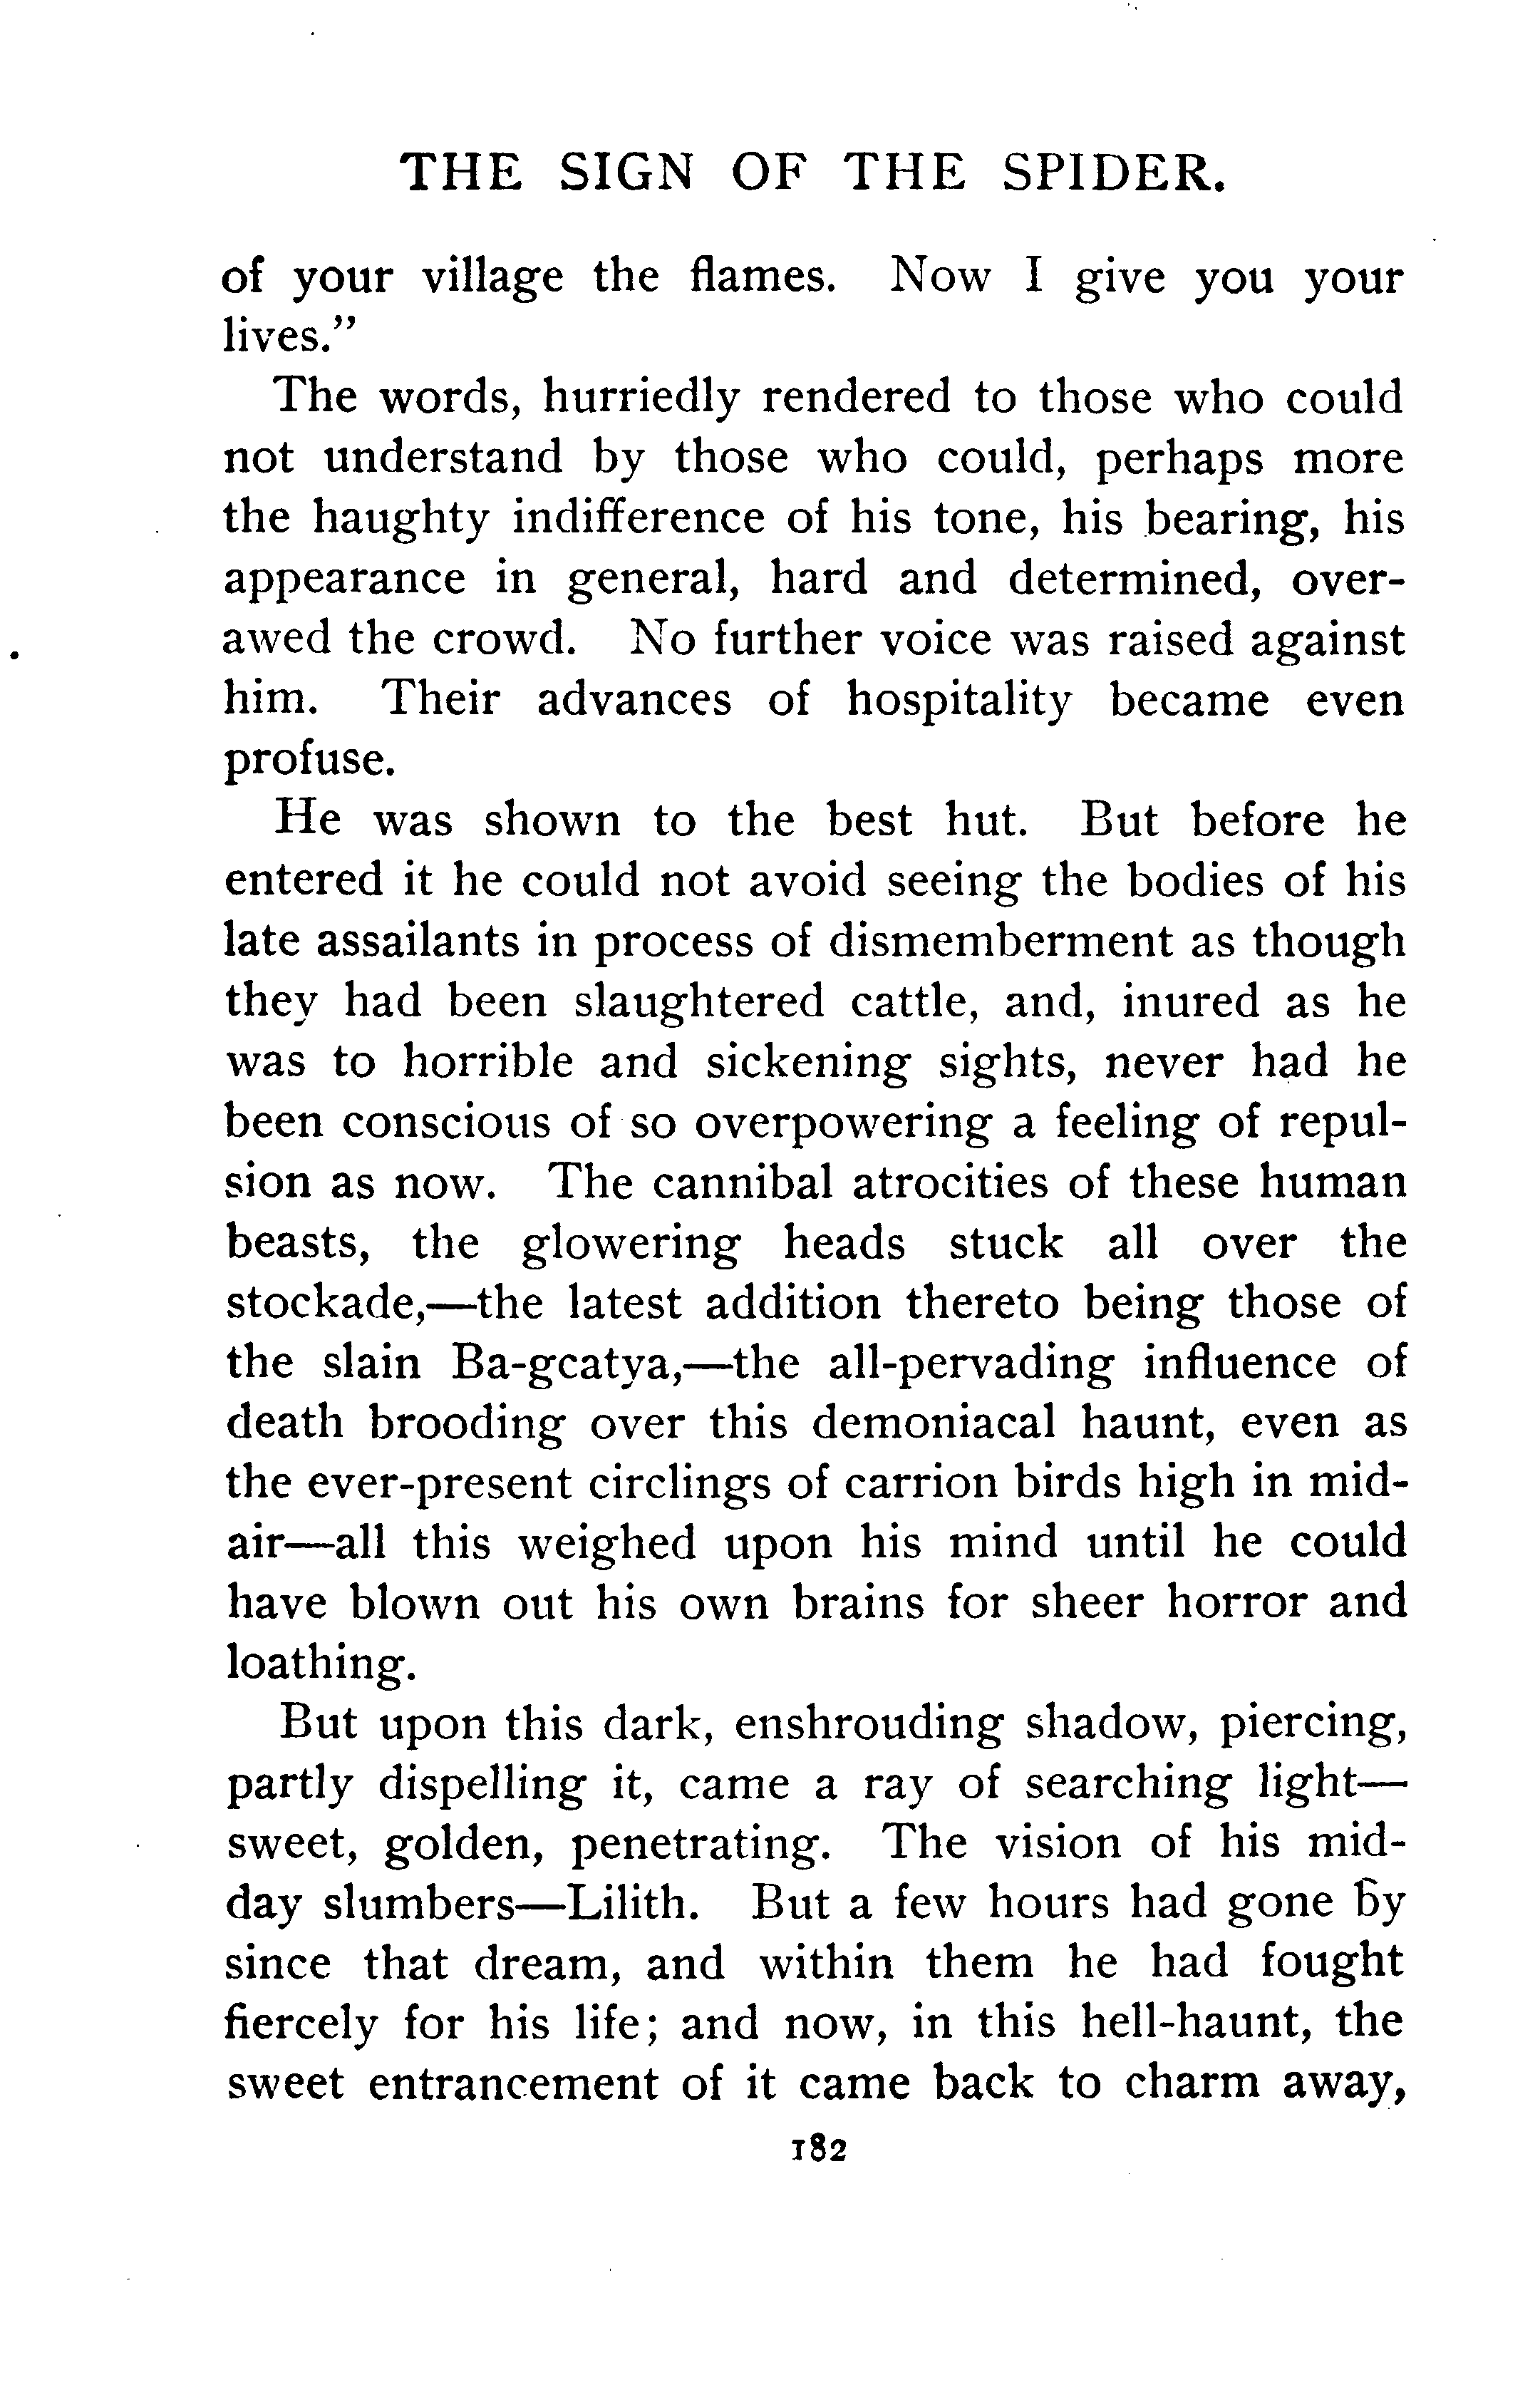 THE SIGN OF THE SPIDER.
of your village the flames. Now I give you your
lives.”
The words, hurriedly rendered to those who could
not understand by those who could, perhaps more
the haughty indifference of his tone, his bearing, his
appearance in general, hard and determined, over-
awed the crowd. No further voice was raised against
him. Their advances of hospitality became even
profuse.
He was shown to the best hut. But before he
entered it he could not avoid seeing the bodies of his
late assailants in process of dismemberment as though
they had been slaughtered cattle, and, inured as he
was to horrible and sickening sights, never had he
been conscious of so overpowering a feeling of repul-
sion as now. The cannibal atrocities of these human
beasts, the glowering heads stuck all over the
stockade,—the latest addition thereto being those of
the slain Ba-gcatya,—the all-pervading influence of
death brooding over this demoniacal haunt, even as
the ever-present circlings of carrion birds high in mid-
air—all this weighed upon his mind until he could
have blown out his own brains for sheer horror and
loathing.
But upon this dark, enshrouding shadow, piercing,
partly dispelling it, came a ray of searching light—
sweet, golden, penetrating. The vision of his mid-
day slumbers—Lilith. But a few hours had gone by
since that dream, and within them he had fought
fiercely for his life; and now, in this hell-haunt, the
sweet entrancement of it came back to charm away,
182